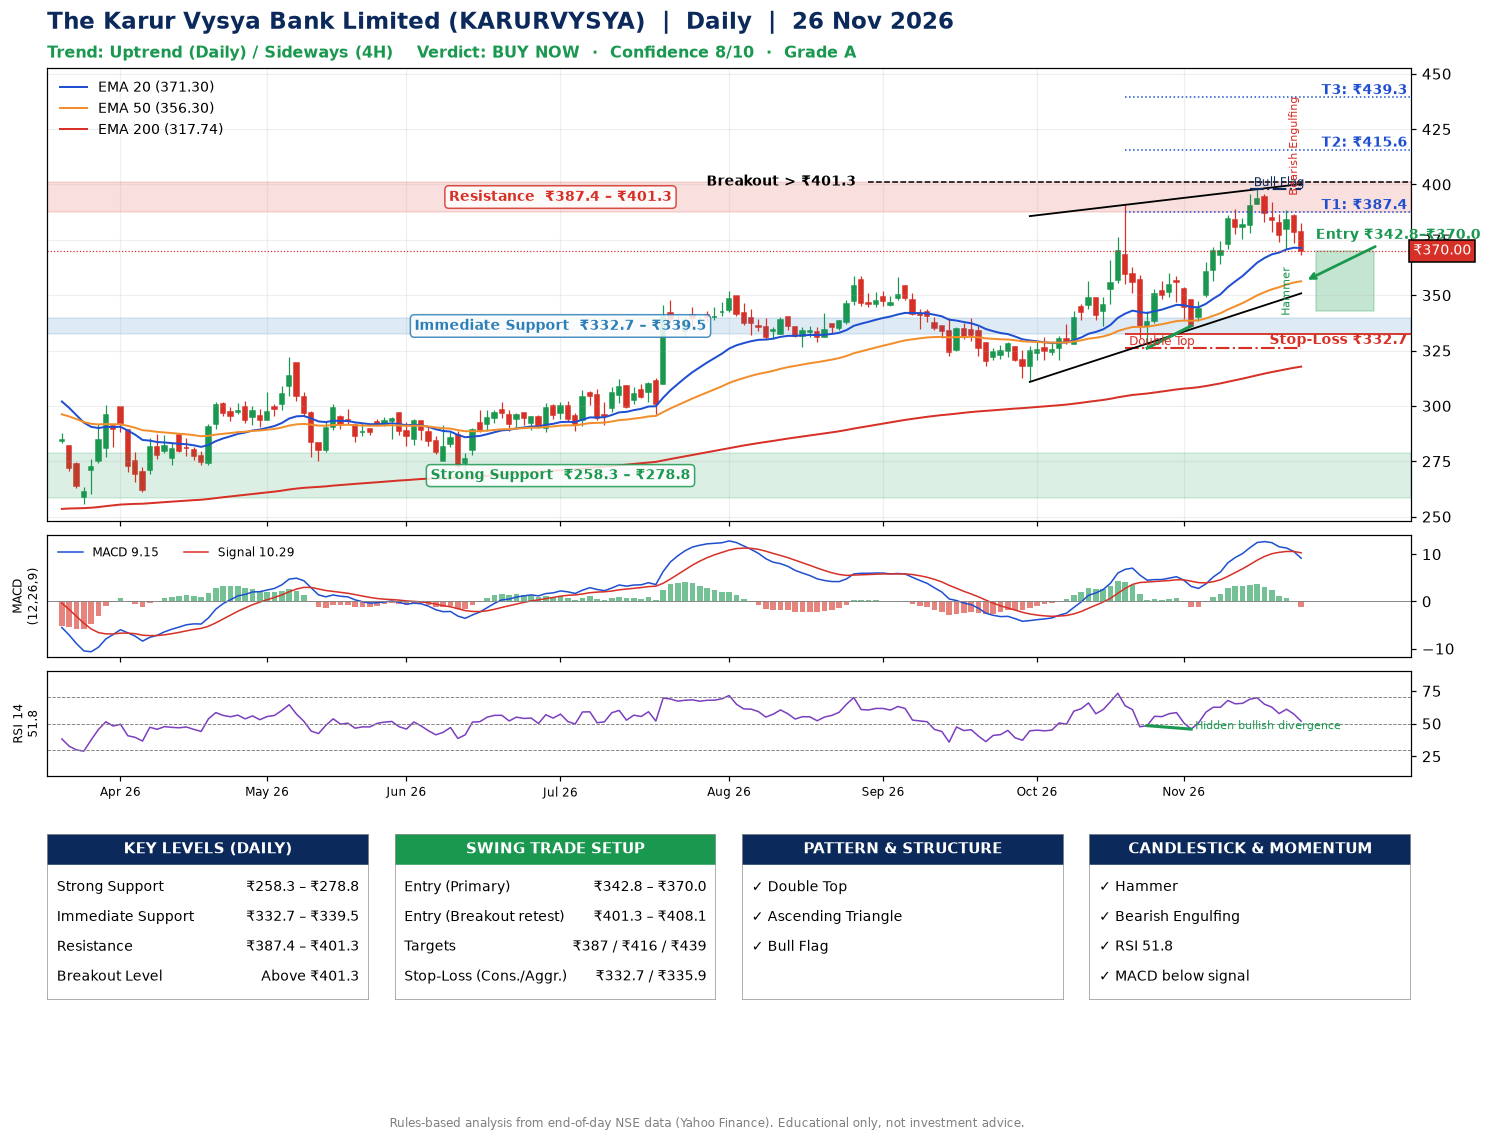 The Karur Vysya Bank Limited (KARURVYSYA)  |  Daily  |  26 Nov 2026
Trend: Uptrend (Daily) / Sideways (4H)    Verdict: BUY NOW  ·  Confidence 8/10  ·  Grade A
EMA 20 (371.30)
EMA 50 (356.30)
EMA 200 (317.74)
T3: ₹439.3
T2: ₹415.6
Bearish Engulfing
Breakout > ₹401.3
Bull Flag
Resistance  ₹387.4 – ₹401.3
T1: ₹387.4
Entry ₹342.8–₹370.0
₹370.00
Hammer
Immediate Support  ₹332.7 – ₹339.5
Double Top
Stop-Loss ₹332.7
Strong Support  ₹258.3 – ₹278.8
450
425
400
375
350
325
300
275
250
MACD 9.15
Signal 10.29
MACD
(12,26,9)
10
0
−10
RSI 14
51.8
Hidden bullish divergence
75
50
25
Apr 26
May 26
Jun 26
Jul 26
Aug 26
Sep 26
Oct 26
Nov 26
KEY LEVELS (DAILY)
Strong Support ₹258.3 – ₹278.8
Immediate Support ₹332.7 – ₹339.5
Resistance ₹387.4 – ₹401.3
Breakout Level Above ₹401.3
SWING TRADE SETUP
Entry (Primary) ₹342.8 – ₹370.0
Entry (Breakout retest) ₹401.3 – ₹408.1
Targets ₹387 / ₹416 / ₹439
Stop-Loss (Cons./Aggr.) ₹332.7 / ₹335.9
PATTERN & STRUCTURE
✓ Double Top
✓ Ascending Triangle
✓ Bull Flag
CANDLESTICK & MOMENTUM
✓ Hammer
✓ Bearish Engulfing
✓ RSI 51.8
✓ MACD below signal
Rules-based analysis from end-of-day NSE data (Yahoo Finance). Educational only, not investment advice.